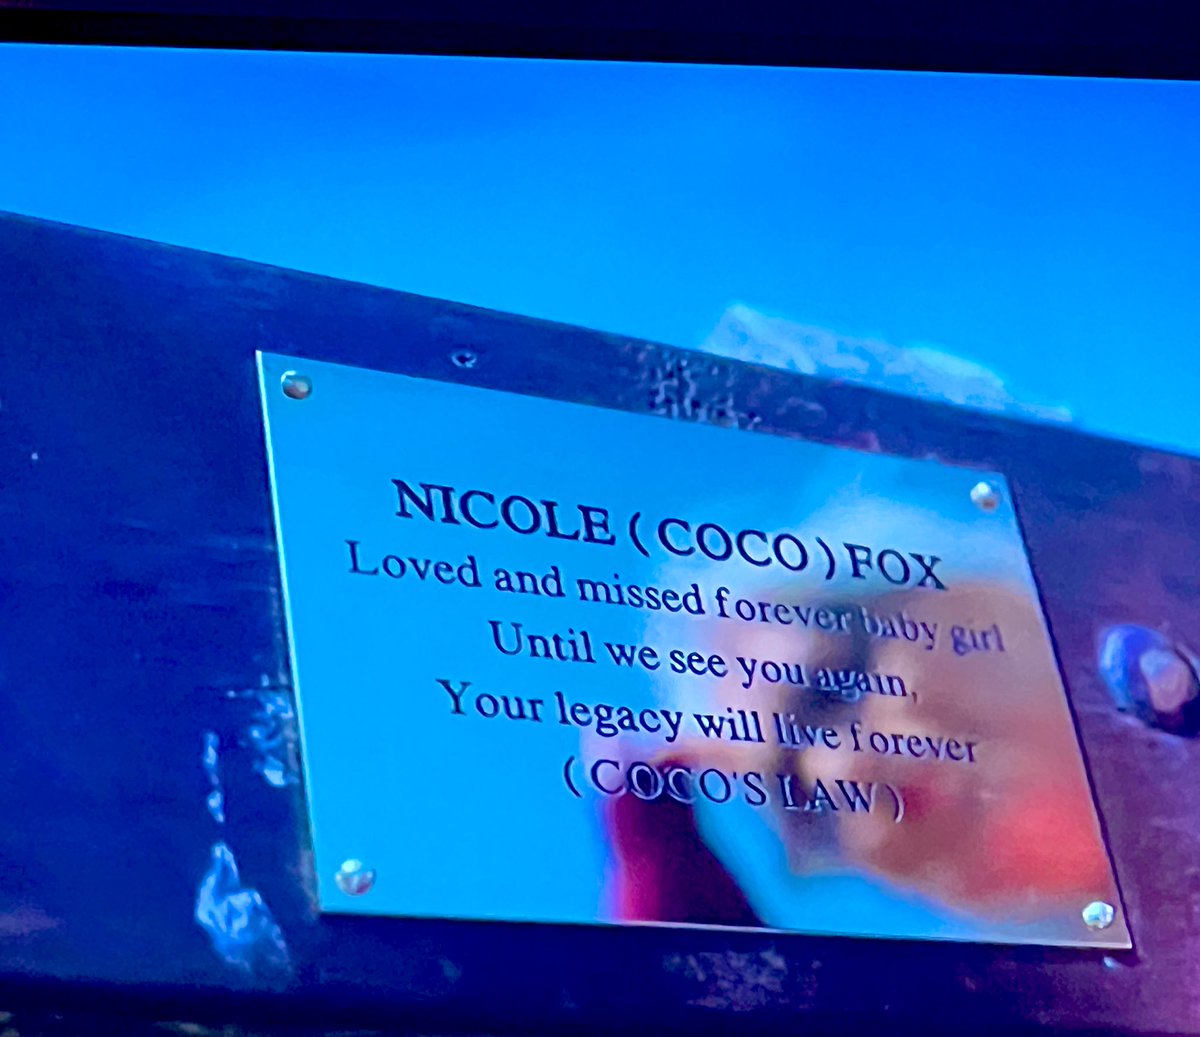 NICOLE (COCO) FOX
Loved and missed forever baby girl
Until we see you again,
Your legacy will live forever
(COCO'S LAW)